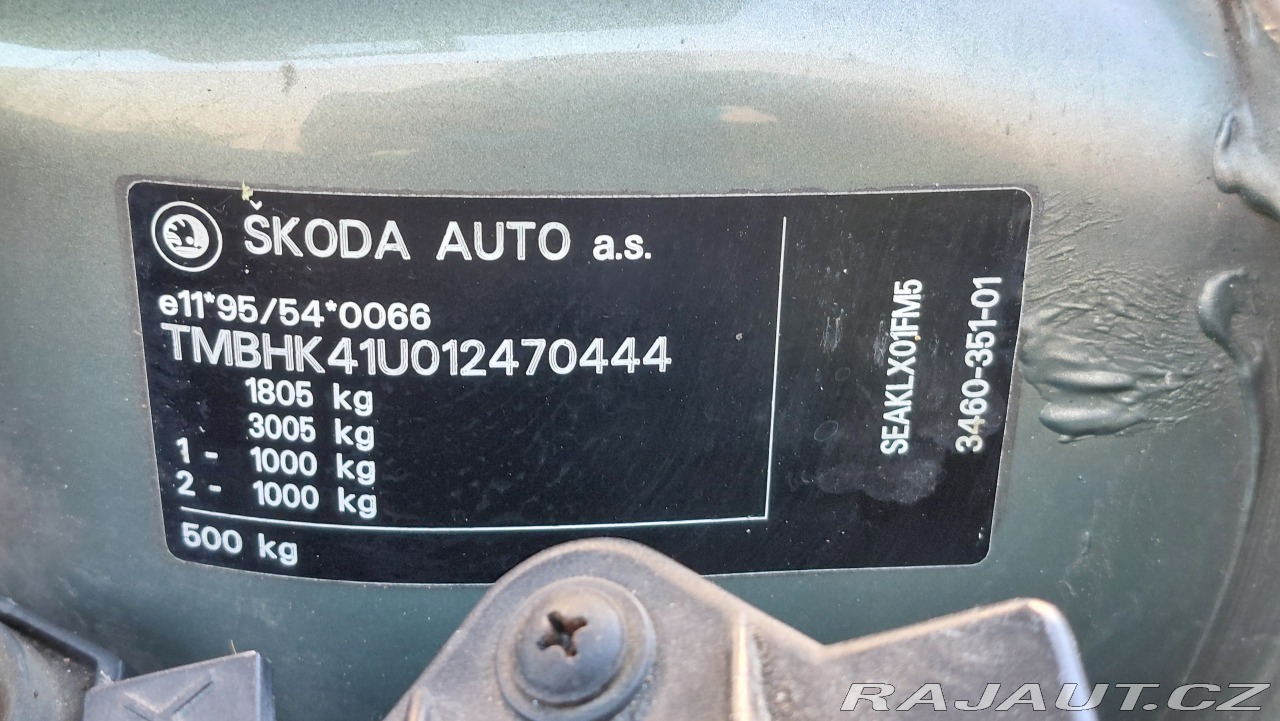 ŠKODA AUTO a.s.
e11*95/54*0066
TMBHK41U012470444
1805 kg
3005 kg
1 - 1000 kg
2 - 1000 kg
500 kg
SEAKLX01FM5
3460-351-01
RAJAUT.CZ